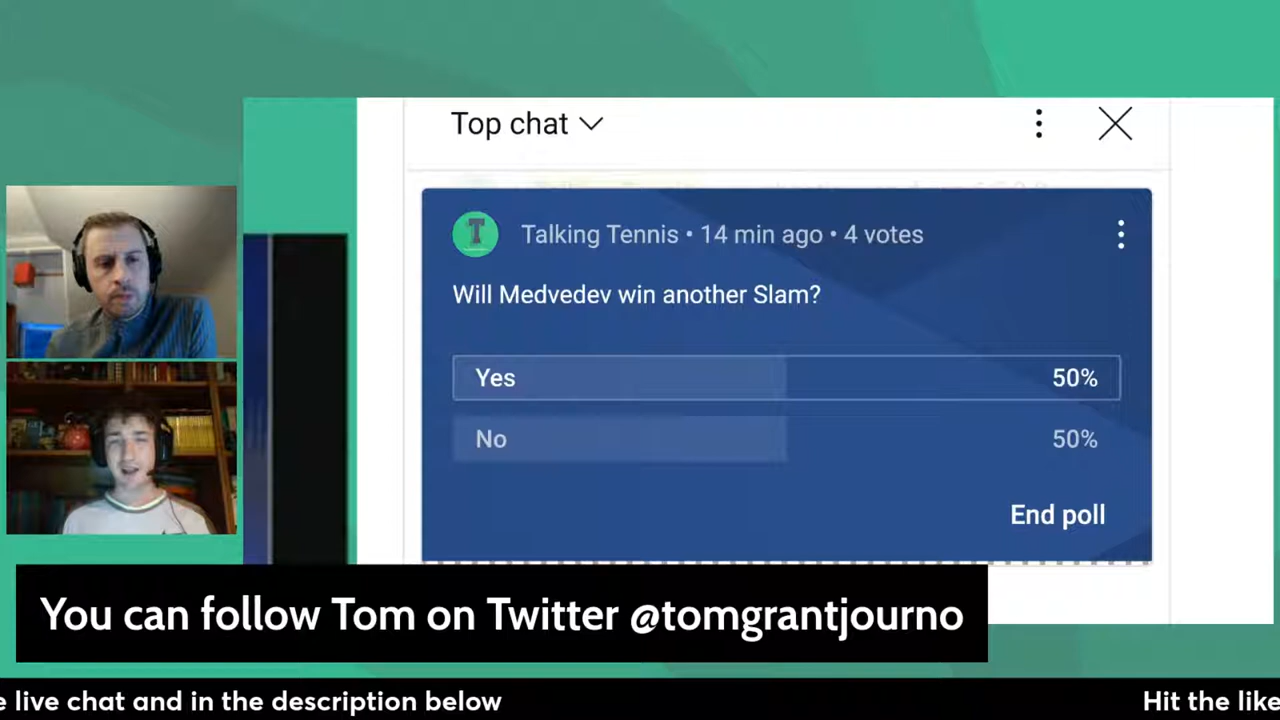 Top chat
T
Talking Tennis • 14 min ago • 4 votes
Will Medvedev win another Slam?
Yes 50%
No 50%
End poll
You can follow Tom on Twitter @tomgrantjourno
live chat and in the description below
Hit the like